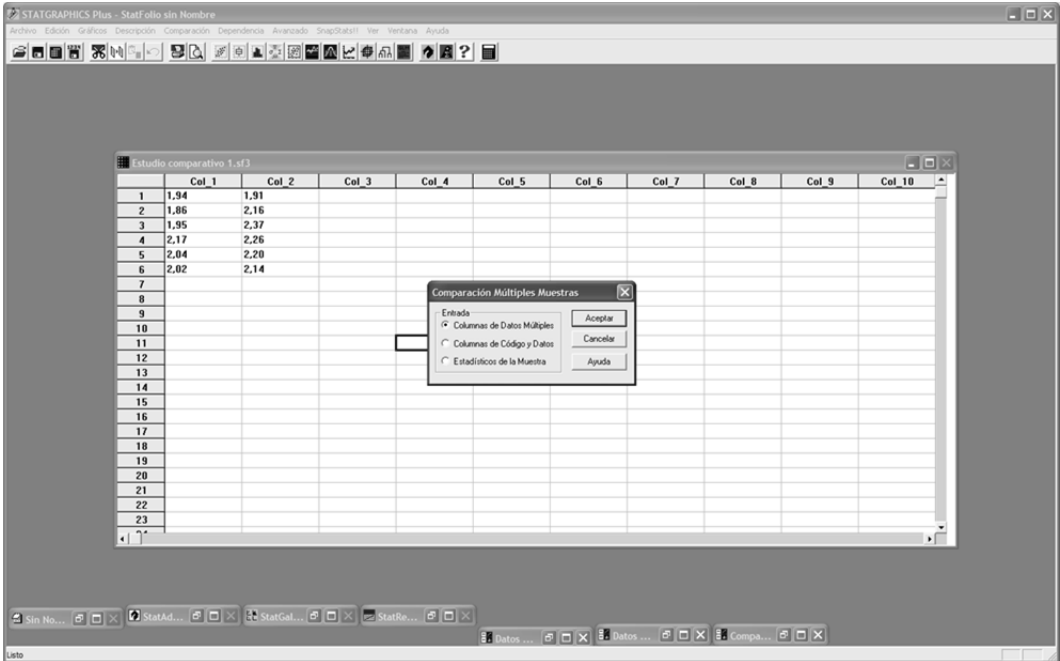 STATGRAPHICS Plus - StatFolio sin Nombre
Archivo Edición Gráficos Descripción Comparación Dependencia Avanzado SnapStats!! Ver Ventana Ayuda
Estudio comparativo 1.sf3
Col_1 Col_2 Col_3 Col_4 Col_5 Col_6 Col_7 Col_8 Col_9 Col_10
1 1,94 1,91
2 1,86 2,16
3 1,95 2,37
4 2,17 2,26
5 2,04 2,20
6 2,02 2,14
7
8
9
10
11
12
13
14
15
16
17
18
19
20
21
22
23
Comparación Múltiples Muestras
Entrada
Columnas de Datos Múltiples
Columnas de Código y Datos
Estadísticos de la Muestra
Aceptar
Cancelar
Ayuda
Sin No... StatAd... StatGal... StatRe...
Datos ... Datos ... Compa...
Listo